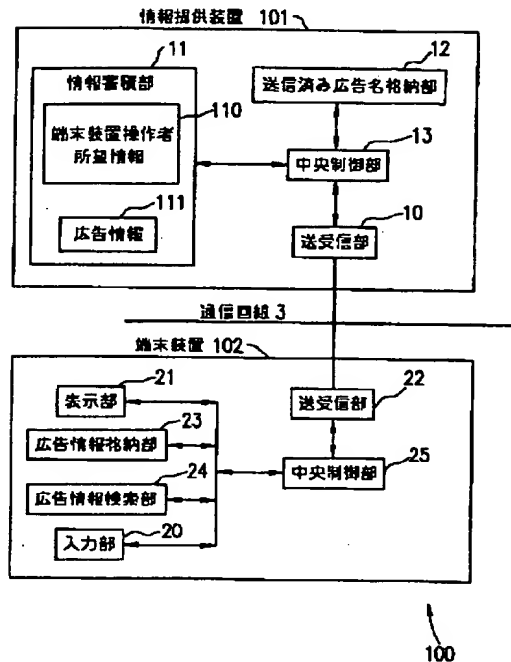 情報提供装置 101
11
情報蓄積部
110
端末装置操作者
所望情報
111
広告情報
12
送信済み広告名格納部
13
中央制御部
10
送受信部
通信回線 3
端末装置 102
21
表示部
23
広告情報格納部
24
広告情報検索部
20
入力部
22
送受信部
25
中央制御部
100